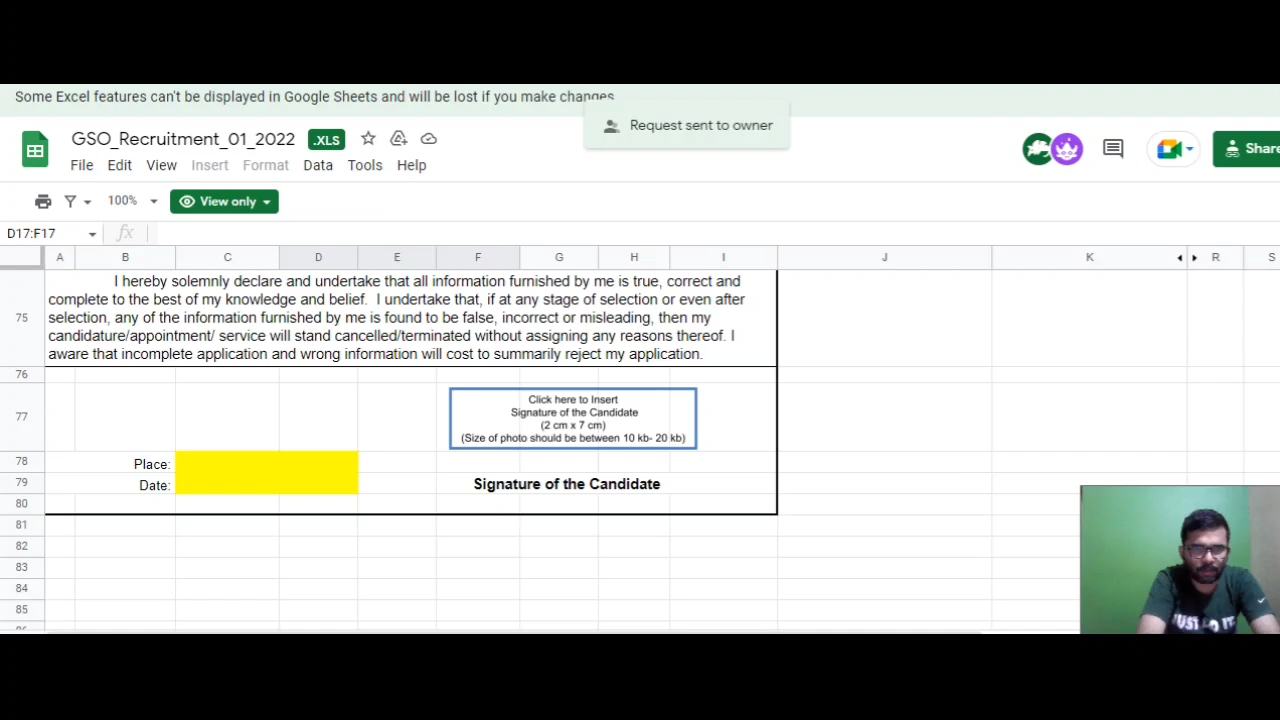 Some Excel features can't be displayed in Google Sheets and will be lost if you make changes.
GSO_Recruitment_01_2022 .XLS
Request sent to owner
Share
File Edit View Insert Format Data Tools Help
100% View only
D17:F17 fx
A B C D E F G H I J K R S
I hereby solemnly declare and undertake that all information furnished by me is true, correct and
complete to the best of my knowledge and belief. I undertake that, if at any stage of selection or even after
75 selection, any of the information furnished by me is found to be false, incorrect or misleading, then my
candidature/appointment/ service will stand cancelled/terminated without assigning any reasons thereof. I
aware that incomplete application and wrong information will cost to summarily reject my application.
76
Click here to Insert
Signature of the Candidate
77
(2 cm x 7 cm)
(Size of photo should be between 10 kb- 20 kb)
78 Place:
79 Date: Signature of the Candidate
80
81
82
83
84
85
JUST DO IT.